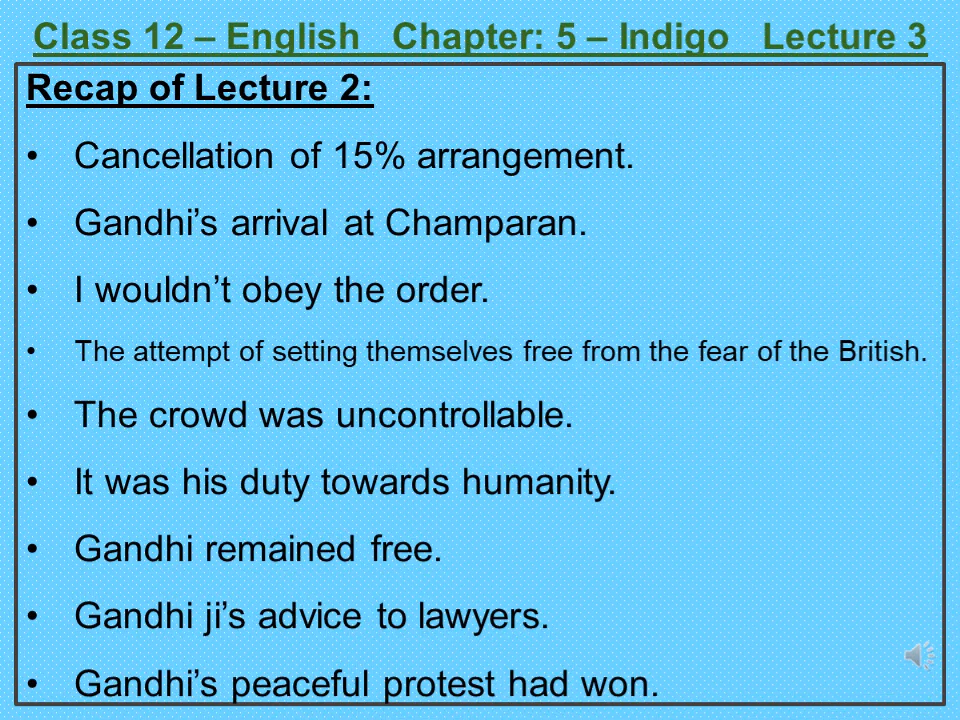 Class 12 – English   Chapter: 5 – Indigo   Lecture 3
Recap of Lecture 2:
• Cancellation of 15% arrangement.
• Gandhi’s arrival at Champaran.
• I wouldn’t obey the order.
• The attempt of setting themselves free from the fear of the British.
• The crowd was uncontrollable.
• It was his duty towards humanity.
• Gandhi remained free.
• Gandhi ji’s advice to lawyers.
• Gandhi’s peaceful protest had won.